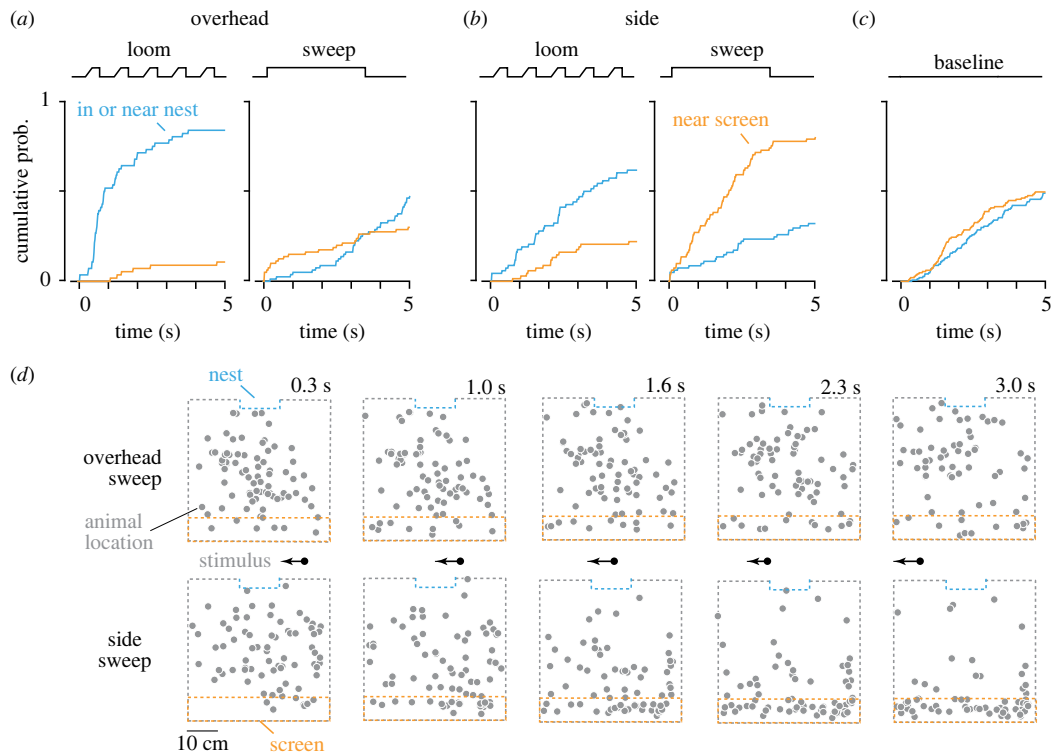 (a) overhead (b) side (c)
loom sweep loom sweep baseline
1
in or near nest
near screen
cumulative prob.
0
0 5 0 5 0 5 0 5 0 5
time (s) time (s) time (s) time (s) time (s)
(d)
nest 0.3 s 1.0 s 1.6 s 2.3 s 3.0 s
overhead
sweep
animal
location
stimulus
side
sweep
10 cm
screen